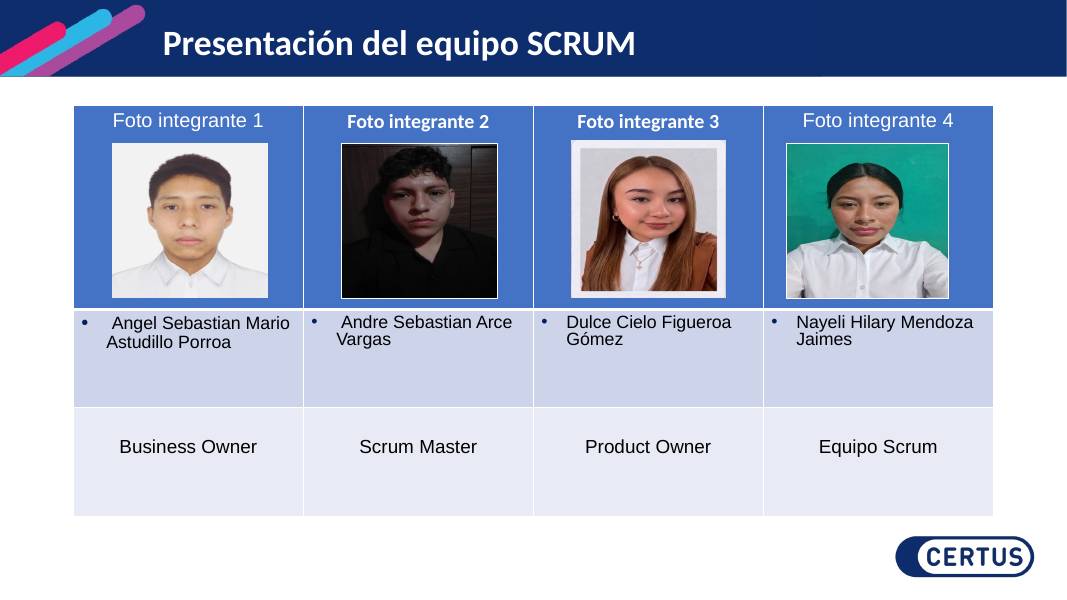 Presentación del equipo SCRUM
Foto integrante 1
Foto integrante 2
Foto integrante 3
Foto integrante 4
• Angel Sebastian Mario
Astudillo Porroa
• Andre Sebastian Arce
Vargas
• Dulce Cielo Figueroa
Gómez
• Nayeli Hilary Mendoza
Jaimes
Business Owner
Scrum Master
Product Owner
Equipo Scrum
CERTUS